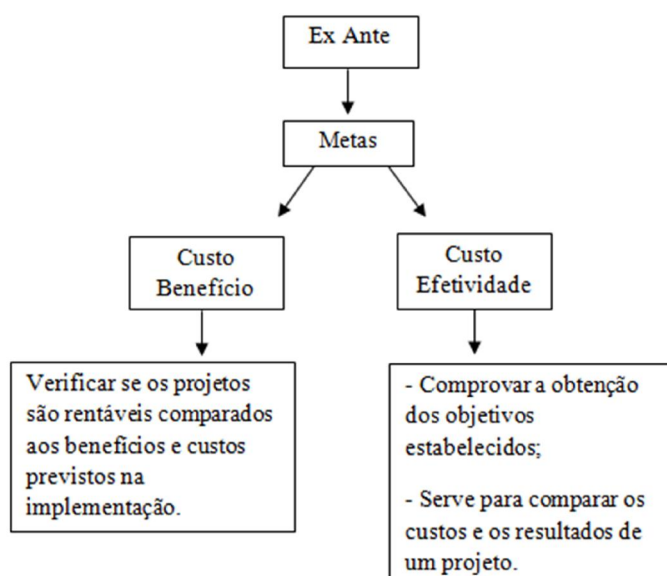 Ex Ante
Metas
Custo
Benefício
Custo
Efetividade
Verificar se os projetos
são rentáveis comparados
aos benefícios e custos
previstos na
implementação.
- Comprovar a obtenção
dos objetivos
estabelecidos;
- Serve para comparar os
custos e os resultados de
um projeto.